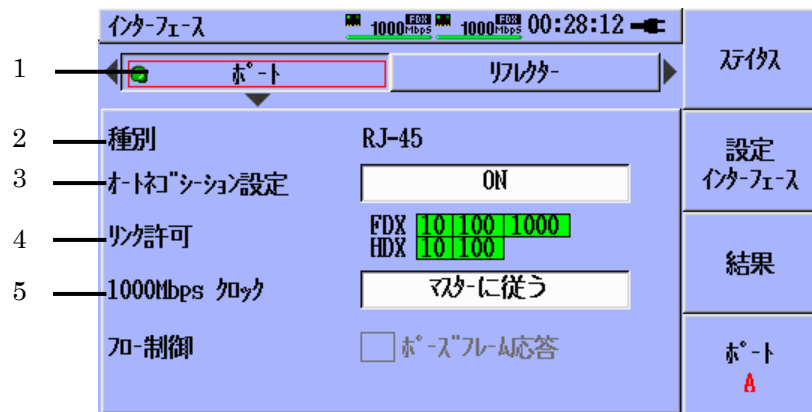 インターフェース 1000Mbps FDX 1000Mbps FDX 00:28:12
1 ポート リフレクター
2 種別 RJ-45
3 オートネゴシーション設定 ON
4 リンク許可 FDX 10 100 1000
HDX 10 100
5 1000Mbps クロック マスターに従う
フロー制御 ポーズフレーム応答
ステイタス
設定
インターフェース
結果
ポート
A